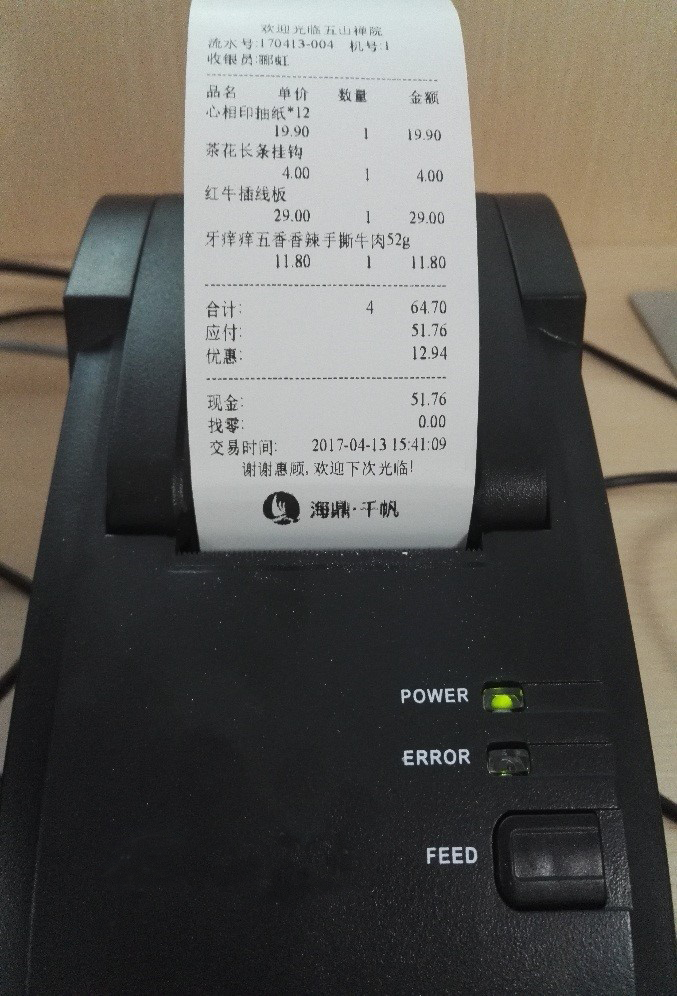 欢迎光临五山禅院
流水号:170413-004 机号:1
收银员:郦虹
品名 单价 数量 金额
心相印抽纸*12
19.90 1 19.90
茶花长条挂钩
4.00 1 4.00
红牛插线板
29.00 1 29.00
牙痒痒五香香辣手撕牛肉52g
11.80 1 11.80
合计: 4 64.70
应付: 51.76
优惠: 12.94
现金: 51.76
找零: 0.00
交易时间: 2017-04-13 15:41:09
谢谢惠顾,欢迎下次光临!
海鼎·千帆
POWER
ERROR
FEED